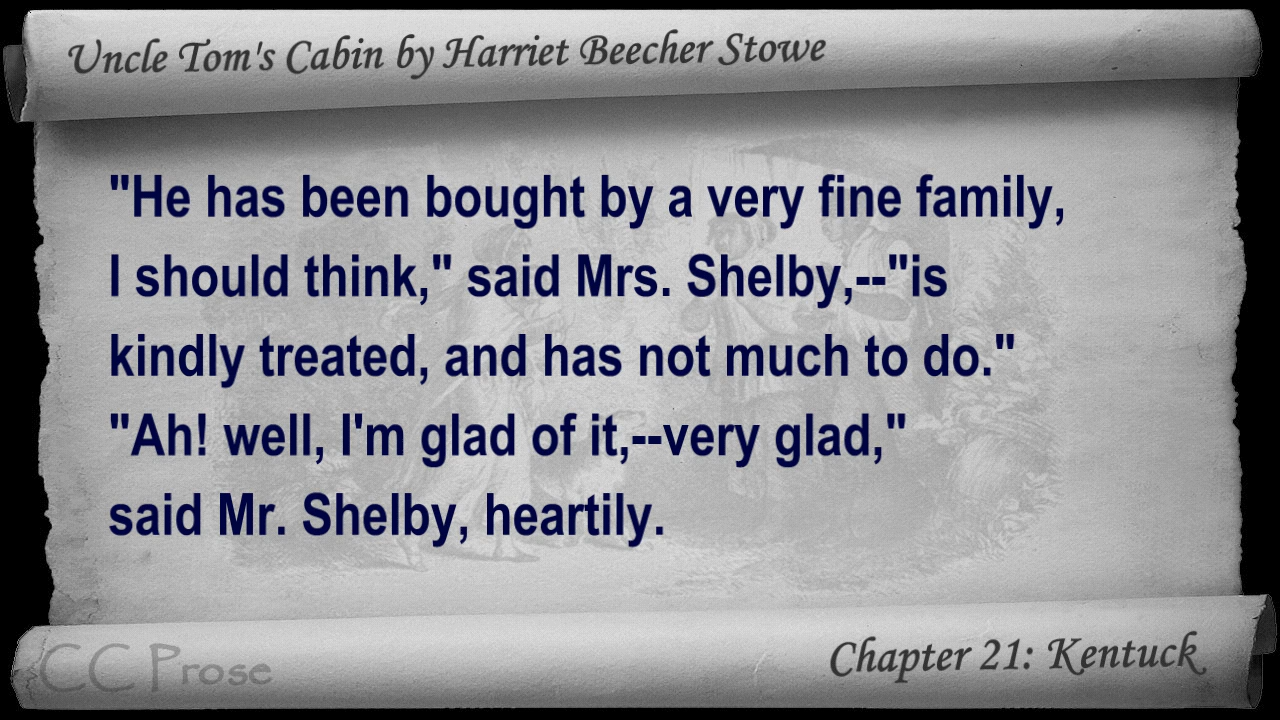 Uncle Tom's Cabin by Harriet Beecher Stowe
"He has been bought by a very fine family,
I should think," said Mrs. Shelby,--"is
kindly treated, and has not much to do."
"Ah! well, I'm glad of it,--very glad,"
said Mr. Shelby, heartily.
CC Prose
Chapter 21: Kentuck